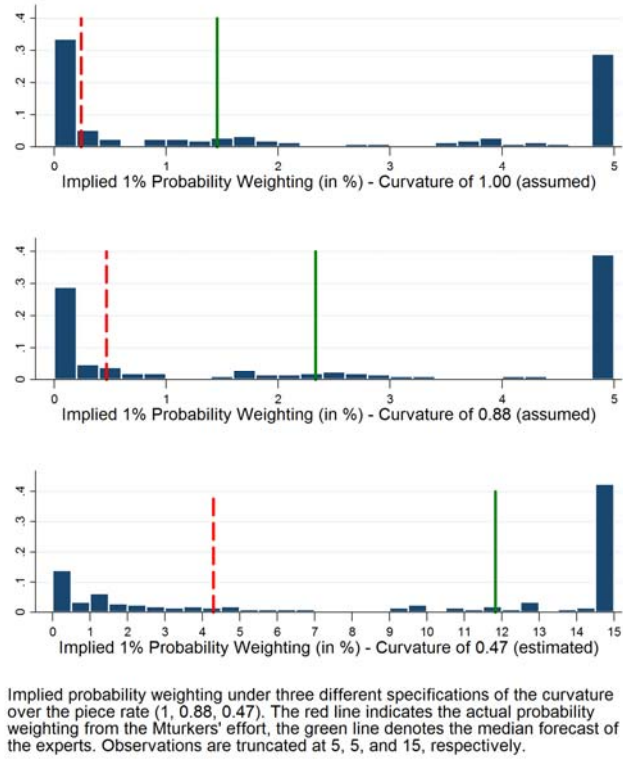 .4
.3
.2
.1
0
0 1 2 3 4 5
Implied 1% Probability Weighting (in %) - Curvature of 1.00 (assumed)
.4
.3
.2
.1
0
0 1 2 3 4 5
Implied 1% Probability Weighting (in %) - Curvature of 0.88 (assumed)
.4
.3
.2
.1
0
0 1 2 3 4 5 6 7 8 9 10 11 12 13 14 15
Implied 1% Probability Weighting (in %) - Curvature of 0.47 (estimated)
Implied probability weighting under three different specifications of the curvature
over the piece rate (1, 0.88, 0.47). The red line indicates the actual probability
weighting from the Mturkers' effort, the green line denotes the median forecast of
the experts. Observations are truncated at 5, 5, and 15, respectively.